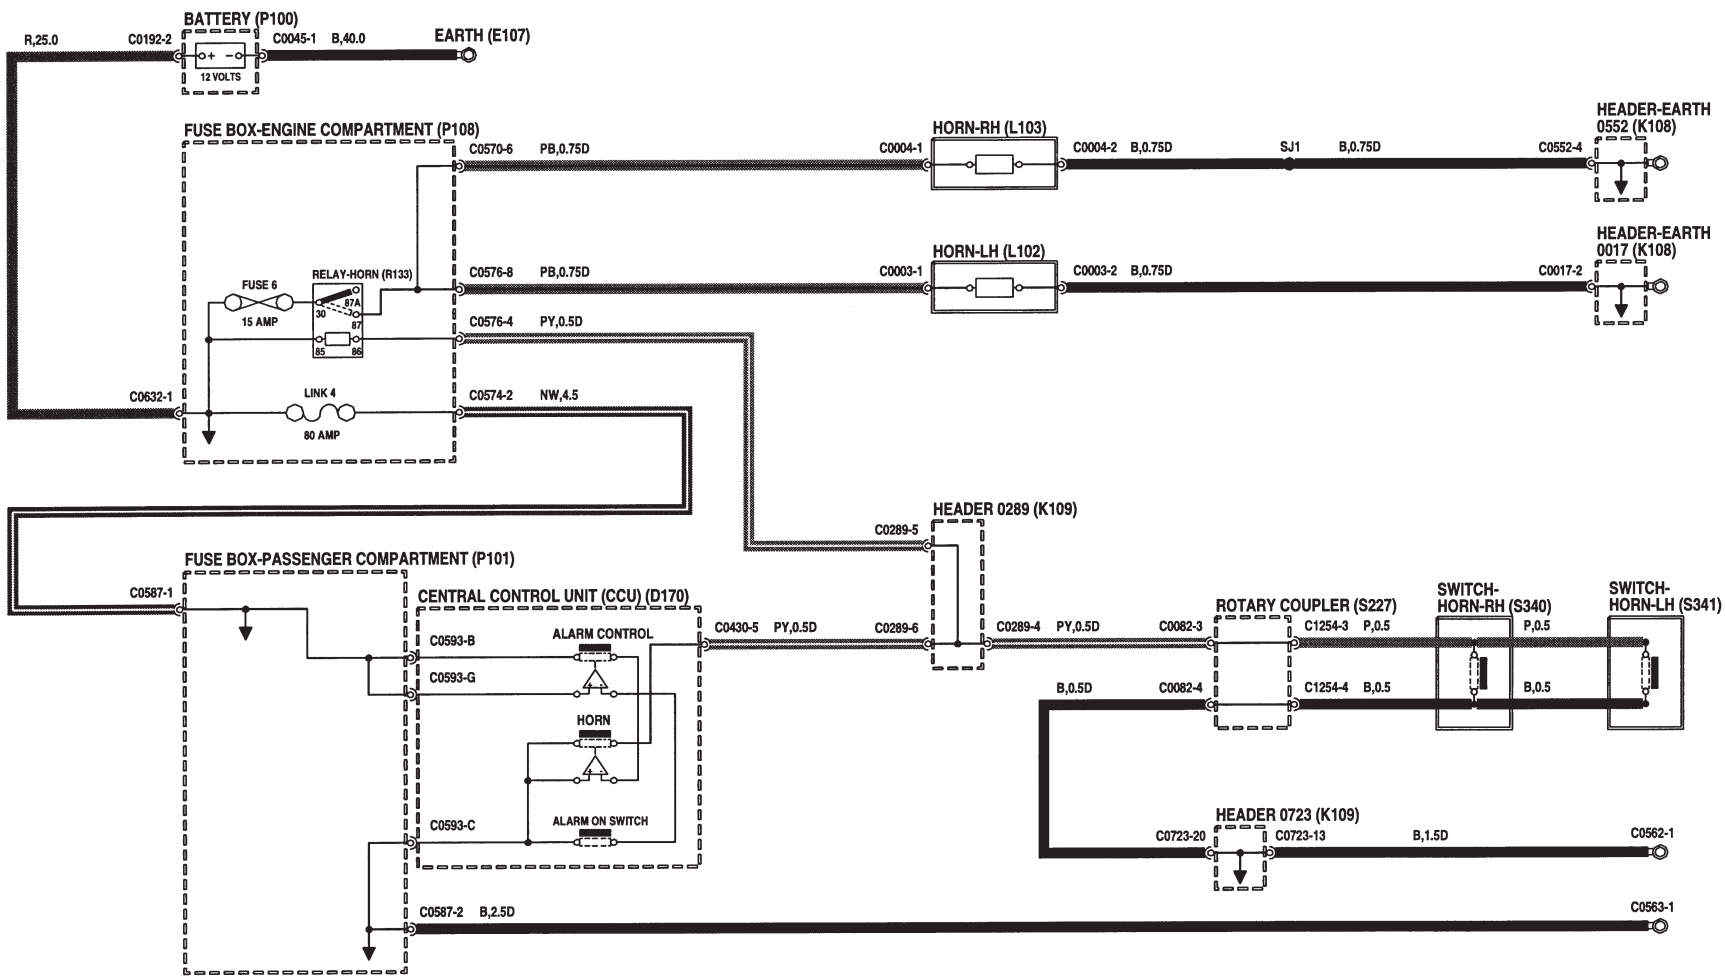 BATTERY (P100)
R,25.0
C0192-2
C0045-1
B,40.0
EARTH (E107)
+ -
12 VOLTS
FUSE BOX-ENGINE COMPARTMENT (P108)
C0570-6
PB,0.75D
C0004-1
HORN-RH (L103)
C0004-2
B,0.75D
SJ1
B,0.75D
C0552-4
HEADER-EARTH
0552 (K108)
C0576-8
PB,0.75D
C0003-1
HORN-LH (L102)
C0003-2
B,0.75D
C0017-2
HEADER-EARTH
0017 (K108)
RELAY-HORN (R133)
FUSE 6
15 AMP
87A
30
87
85
86
C0576-4
PY,0.5D
C0632-1
LINK 4
80 AMP
C0574-2
NW,4.5
HEADER 0289 (K109)
C0289-5
FUSE BOX-PASSENGER COMPARTMENT (P101)
C0587-1
CENTRAL CONTROL UNIT (CCU) (D170)
C0593-B
ALARM CONTROL
C0593-G
HORN
C0593-C
ALARM ON SWITCH
C0430-5
PY,0.5D
C0289-6
C0289-4
PY,0.5D
C0082-3
ROTARY COUPLER (S227)
C1254-3
P,0.5
SWITCH-
HORN-RH (S340)
P,0.5
SWITCH-
HORN-LH (S341)
B,0.5D
C0082-4
C1254-4
B,0.5
B,0.5
HEADER 0723 (K109)
C0723-20
C0723-13
B,1.5D
C0562-1
C0587-2
B,2.5D
C0563-1